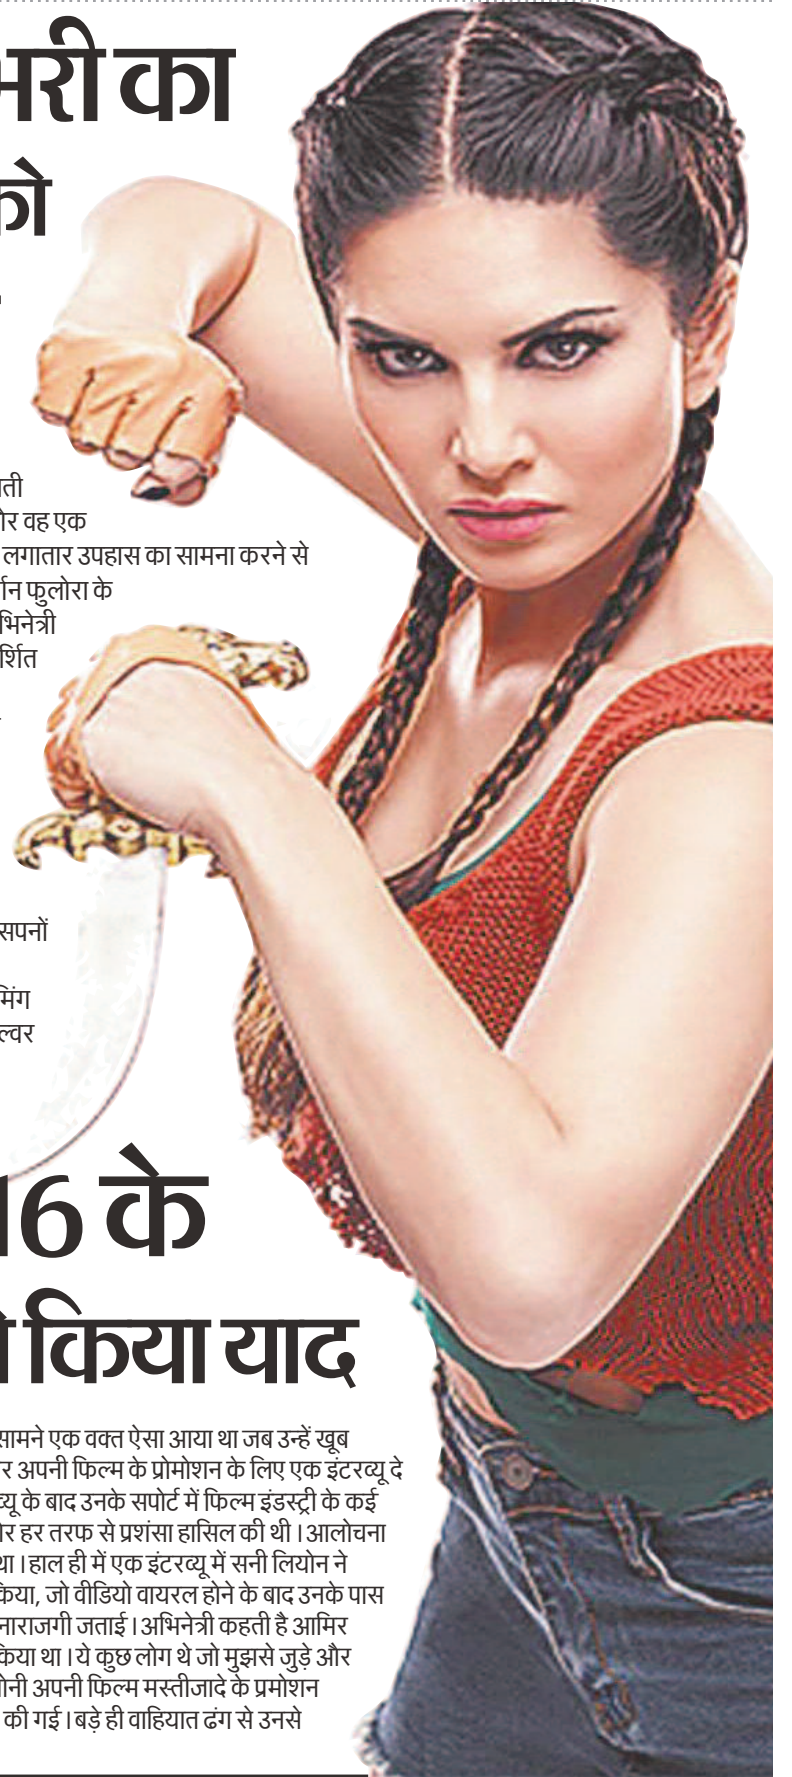 का
को
वह एक
लगातार उपहास का सामना करने से
फुलोरा के
सपनों
16 के
किया याद
सामने एक वक्त ऐसा आया था जब उन्हें खूब
अपनी फिल्म के प्रोमोशन के लिए एक इंटरव्यू दे
के बाद उनके सपोर्ट में फिल्म इंडस्ट्री के कई
हर तरफ से प्रशंसा हासिल की थी । आलोचना
था । हाल ही में एक इंटरव्यू में सनी लियोन ने
किया, जो वीडियो वायरल होने के बाद उनके पास
नाराजगी जताई । अभिनेत्री कहती है आमिर
किया था । ये कुछ लोग थे जो मुझसे जुड़े और
अपनी फिल्म मस्तीजादे के प्रमोशन
की गई । बड़े ही वाहियात ढंग से उनसे